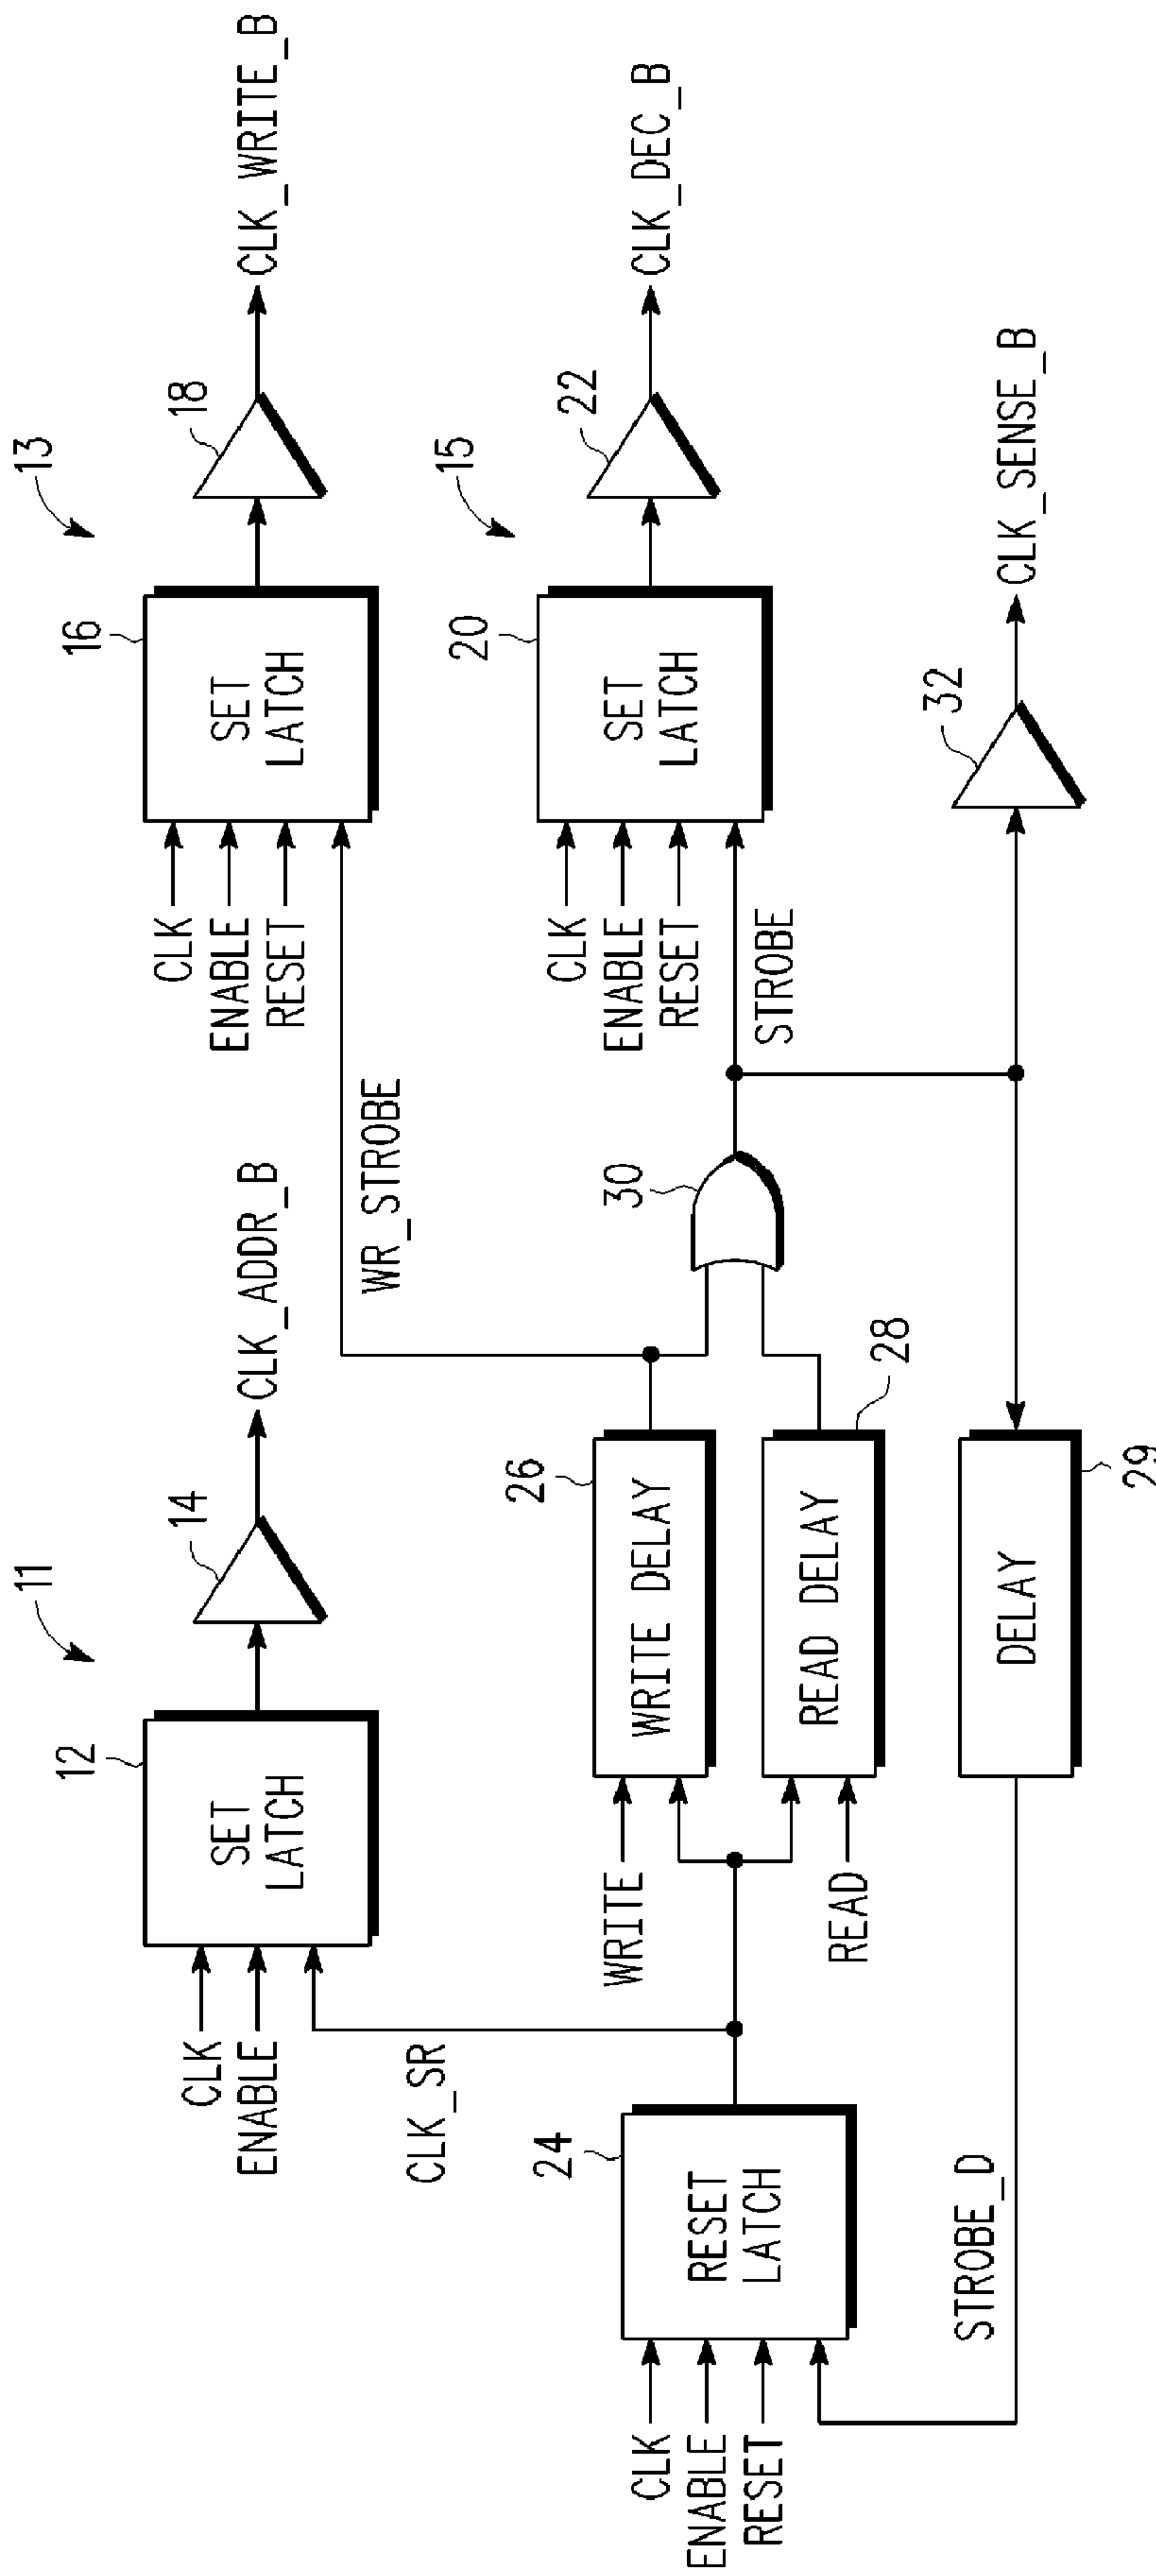 11
12
CLK
ENABLE
SET
LATCH
14
CLK_ADDR_B
CLK_SR
13
16
CLK
ENABLE
RESET
SET
LATCH
18
CLK_WRITE_B
WR_STROBE
15
20
CLK
ENABLE
RESET
SET
LATCH
22
CLK_DEC_B
STROBE
24
CLK
ENABLE
RESET
RESET
LATCH
WRITE
26
WRITE DELAY
READ
28
READ DELAY
30
32
CLK_SENSE_B
STROBE_D
DELAY
29